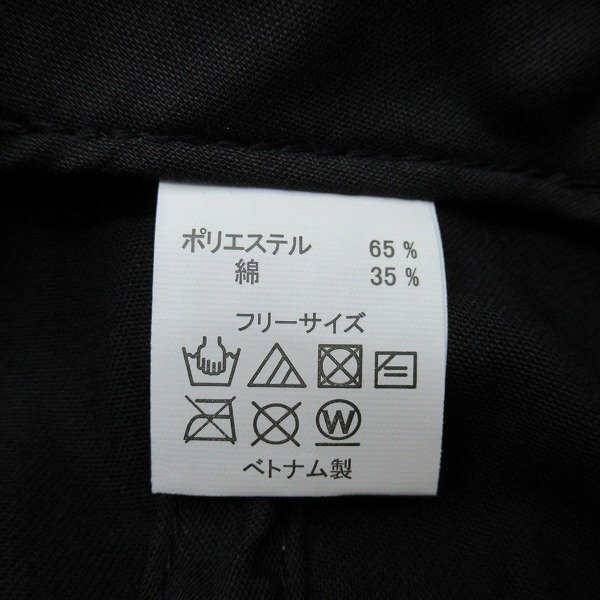 ポリエステル 65 %
綿 35 %
フリーサイズ
W
ベトナム製